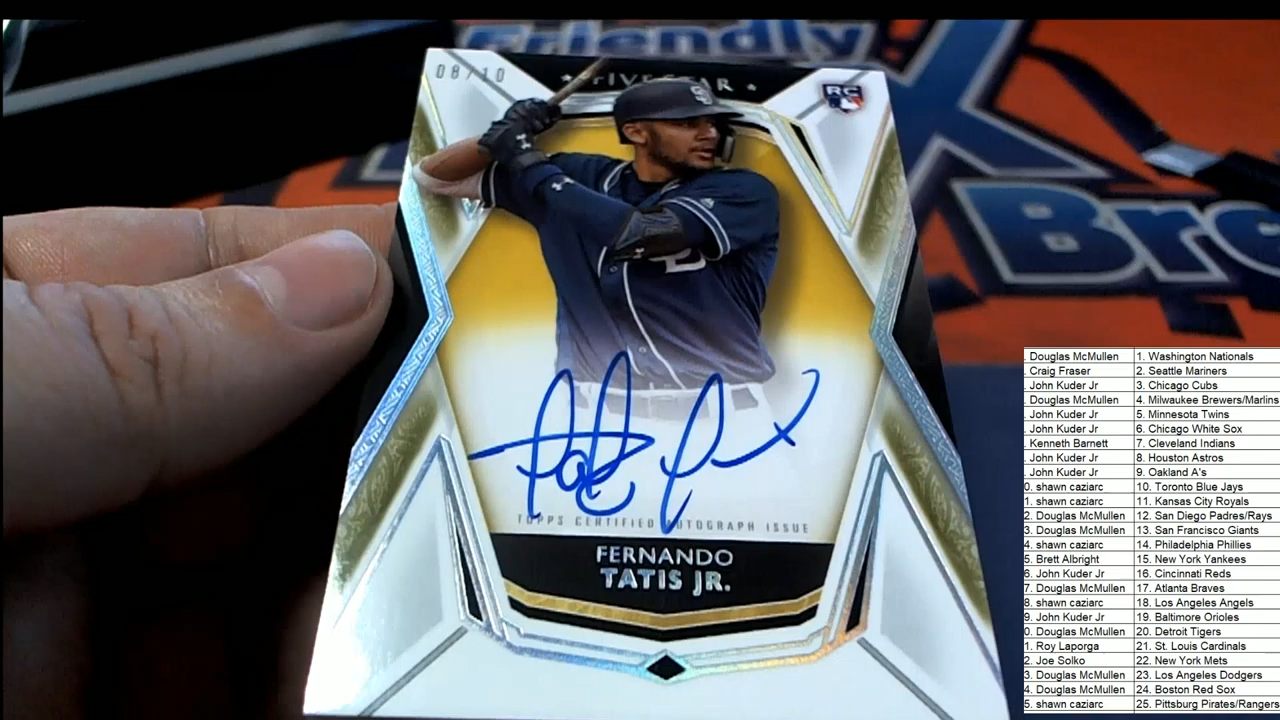 Friendly
08/10
FIVE STAR
RC
SD
Bre
TOPPS CERTIFIED AUTOGRAPH ISSUE
FERNANDO
TATIS JR.
. Douglas McMullen 1. Washington Nationals
. Craig Fraser 2. Seattle Mariners
. John Kuder Jr 3. Chicago Cubs
. Douglas McMullen 4. Milwaukee Brewers/Marlins
. John Kuder Jr 5. Minnesota Twins
. John Kuder Jr 6. Chicago White Sox
. Kenneth Barnett 7. Cleveland Indians
. John Kuder Jr 8. Houston Astros
. John Kuder Jr 9. Oakland A's
0. shawn caziarc 10. Toronto Blue Jays
1. shawn caziarc 11. Kansas City Royals
2. Douglas McMullen 12. San Diego Padres/Rays
3. Douglas McMullen 13. San Francisco Giants
4. shawn caziarc 14. Philadelphia Phillies
5. Brett Albright 15. New York Yankees
6. John Kuder Jr 16. Cincinnati Reds
7. Douglas McMullen 17. Atlanta Braves
8. shawn caziarc 18. Los Angeles Angels
9. John Kuder Jr 19. Baltimore Orioles
0. Douglas McMullen 20. Detroit Tigers
1. Roy Laporga 21. St. Louis Cardinals
2. Joe Solko 22. New York Mets
3. Douglas McMullen 23. Los Angeles Dodgers
4. Douglas McMullen 24. Boston Red Sox
5. shawn caziarc 25. Pittsburg Pirates/Rangers